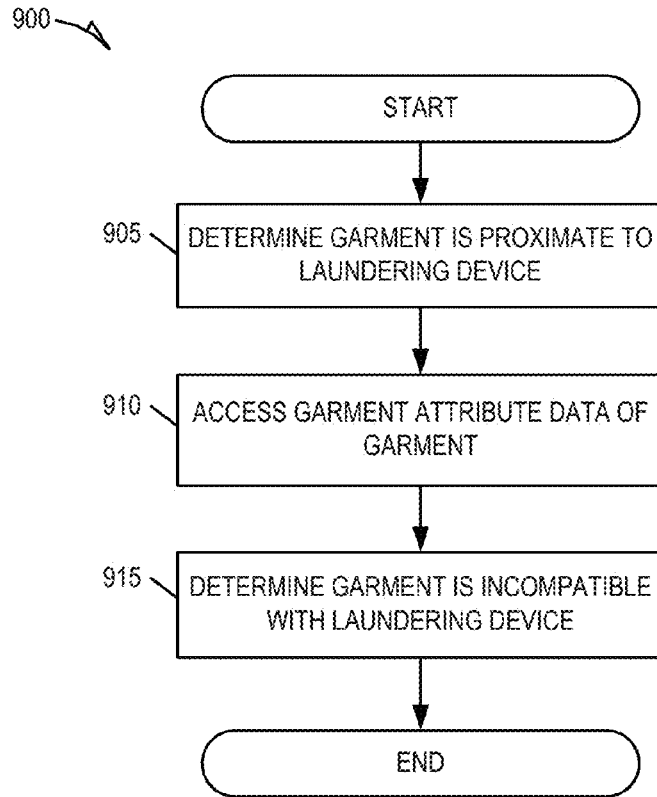 900
START
905
DETERMINE GARMENT IS PROXIMATE TO
LAUNDERING DEVICE
910
ACCESS GARMENT ATTRIBUTE DATA OF
GARMENT
915
DETERMINE GARMENT IS INCOMPATIBLE
WITH LAUNDERING DEVICE
END